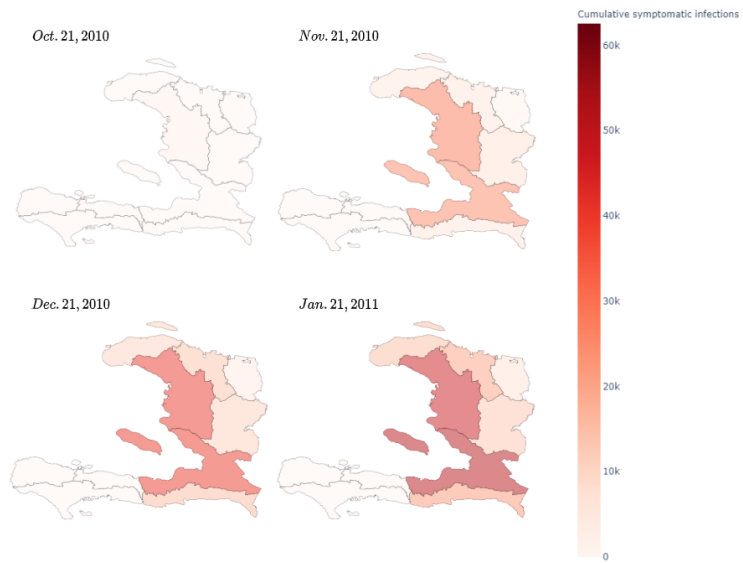 Cumulative symptomatic infections
Oct. 21, 2010
Nov. 21, 2010
60k
50k
40k
30k
Dec. 21, 2010
Jan. 21, 2011
20k
10k
0